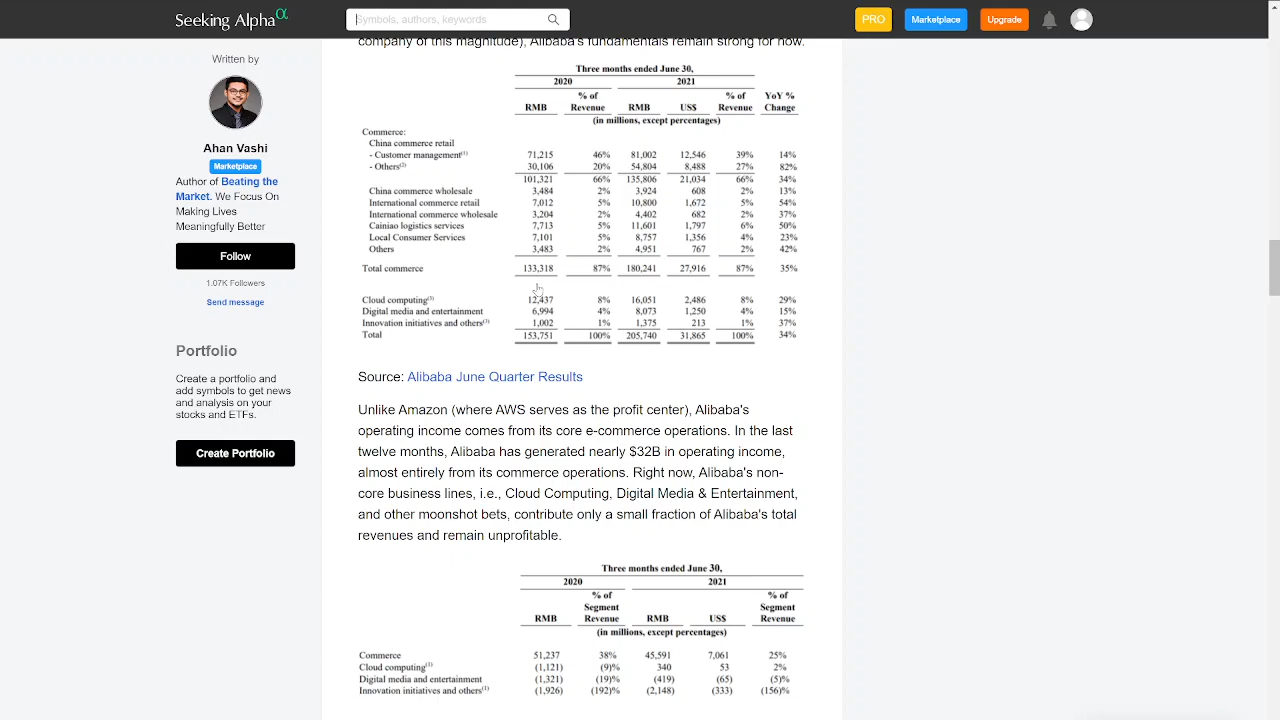 Seeking Alpha α
Symbols, authors, keywords
PRO
Marketplace
Upgrade
Written by
Ahan Vashi
Marketplace
Author of Beating the
Market. We Focus On
Making Lives
Meaningfully Better
Follow
1.07K Followers
Send message
Portfolio
Create a portfolio and
add symbols to get news
and analysis on your
stocks and ETFs.
Create Portfolio
company of this magnitude), Alibaba's fundamentals remain strong for now.
Three months ended June 30,
2020 2021
% of % of YoY %
RMB Revenue RMB US$ Revenue Change
(in millions, except percentages)
Commerce:
China commerce retail
- Customer management(1) 71,215 46% 81,002 12,546 39% 14%
- Others(2) 30,106 20% 54,804 8,488 27% 82%
101,321 66% 135,806 21,034 66% 34%
China commerce wholesale 3,484 2% 3,924 608 2% 13%
International commerce retail 7,012 5% 10,800 1,672 5% 54%
International commerce wholesale 3,204 2% 4,402 682 2% 37%
Cainiao logistics services 7,713 5% 11,601 1,797 6% 50%
Local Consumer Services 7,101 5% 8,757 1,356 4% 23%
Others 3,483 2% 4,951 767 2% 42%
Total commerce 133,318 87% 180,241 27,916 87% 35%
Cloud computing(3) 12,437 8% 16,051 2,486 8% 29%
Digital media and entertainment 6,994 4% 8,073 1,250 4% 15%
Innovation initiatives and others(3) 1,002 1% 1,375 213 1% 37%
Total 153,751 100% 205,740 31,865 100% 34%
Source: Alibaba June Quarter Results
Unlike Amazon (where AWS serves as the profit center), Alibaba's
operating income comes from its core e-commerce operations. In the last
twelve months, Alibaba has generated nearly $32B in operating income,
almost entirely from its commerce operations. Right now, Alibaba's non-
core business lines, i.e., Cloud Computing, Digital Media & Entertainment,
and other moonshot bets, contribute only a small fraction of Alibaba's total
revenues and remain unprofitable.
Three months ended June 30,
2020 2021
% of % of
Segment Segment
RMB Revenue RMB US$ Revenue
(in millions, except percentages)
Commerce 51,237 38% 45,591 7,061 25%
Cloud computing(1) (1,121) (9)% 340 53 2%
Digital media and entertainment (1,321) (19)% (419) (65) (5)%
Innovation initiatives and others(1) (1,926) (192)% (2,148) (333) (156)%